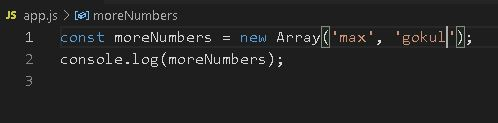 JS app.js > moreNumbers
1 const moreNumbers = new Array('max', 'gokul');
2 console.log(moreNumbers);
3